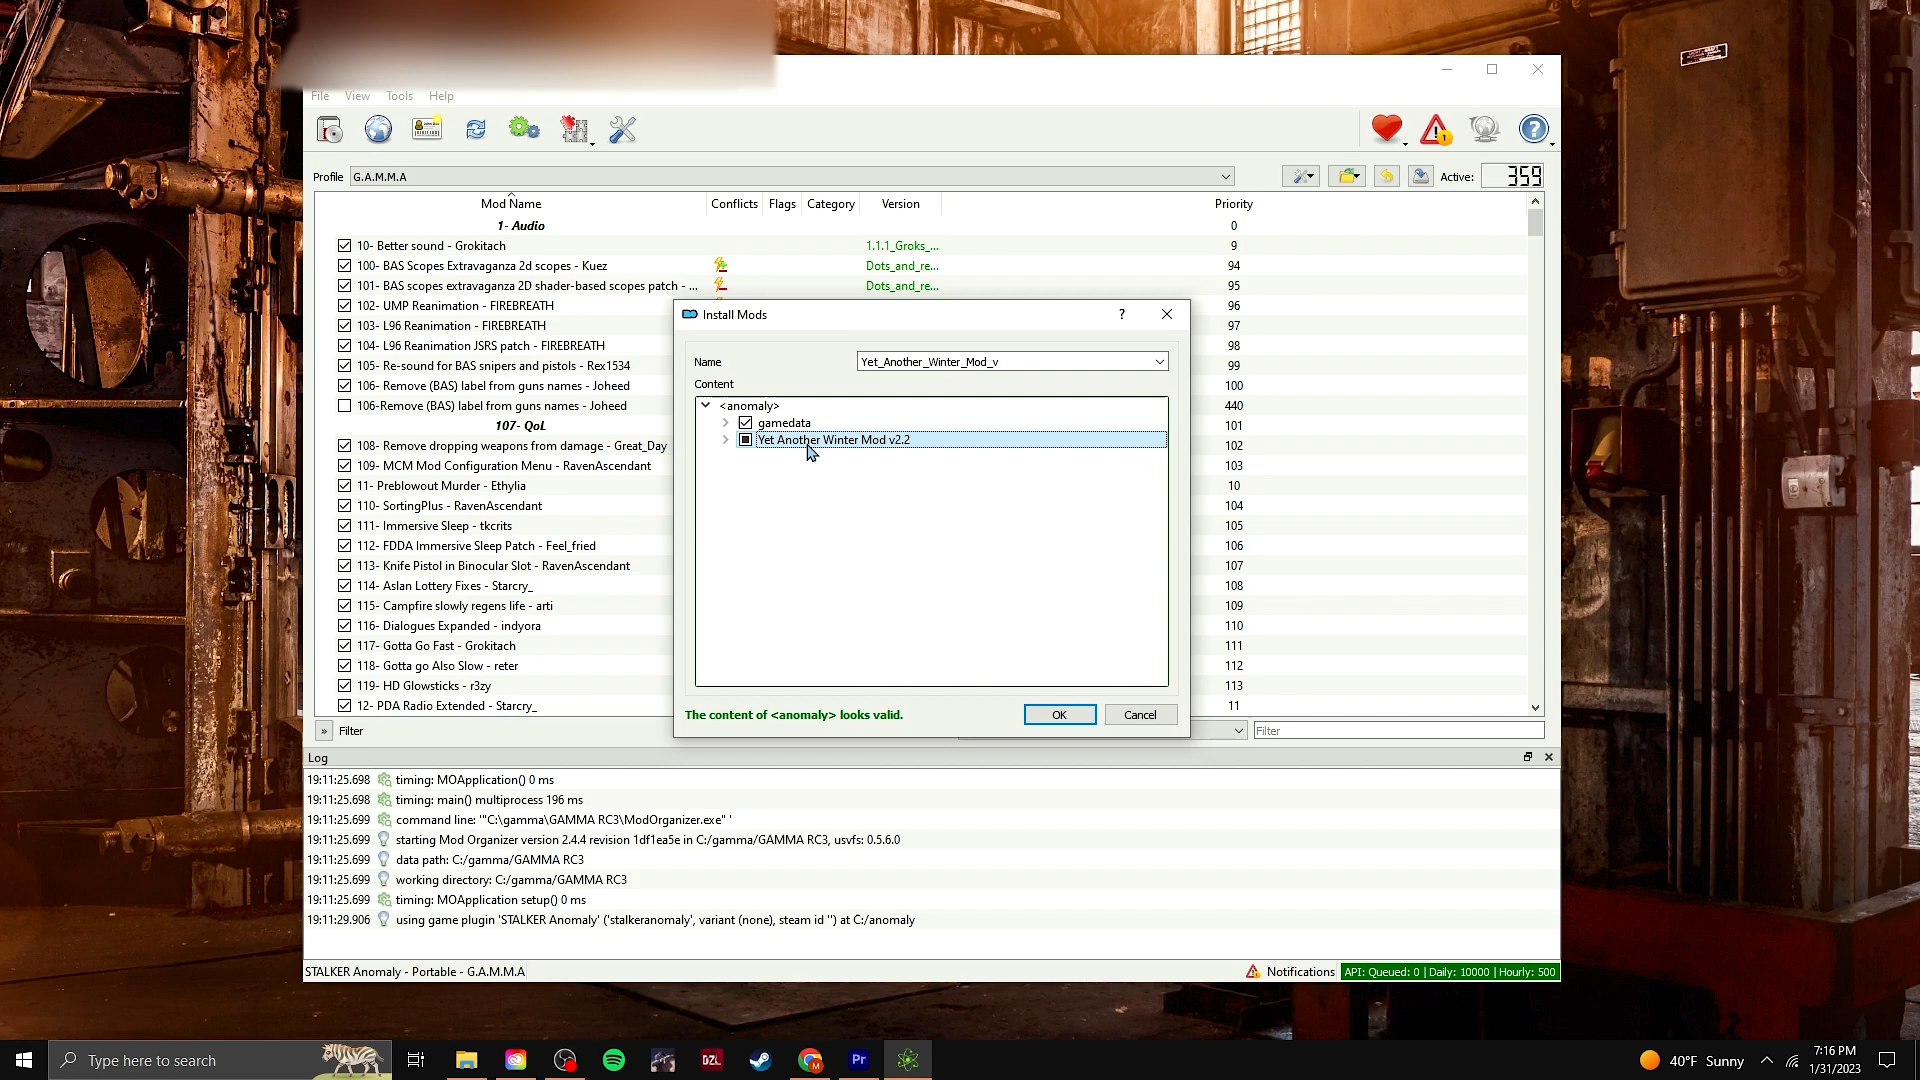 File View Tools Help
Profile G.A.M.M.A Active: 359
Mod Name Conflicts Flags Category Version Priority
1- Audio 0
10- Better sound - Grokitach 1.1.1_Groks_... 9
100- BAS Scopes Extravaganza 2d scopes - Kuez Dots_and_re... 94
101- BAS scopes extravaganza 2D shader-based scopes patch - ... Dots_and_re... 95
102- UMP Reanimation - FIREBREATH 96
103- L96 Reanimation - FIREBREATH 97
104- L96 Reanimation JSRS patch - FIREBREATH 98
105- Re-sound for BAS snipers and pistols - Rex1534 99
106- Remove (BAS) label from guns names - Joheed 100
106-Remove (BAS) label from guns names - Joheed 440
107- QoL 101
108- Remove dropping weapons from damage - Great_Day 102
109- MCM Mod Configuration Menu - RavenAscendant 103
11- Preblowout Murder - Ethylia 10
110- SortingPlus - RavenAscendant 104
111- Immersive Sleep - tkcrits 105
112- FDDA Immersive Sleep Patch - Feel_fried 106
113- Knife Pistol in Binocular Slot - RavenAscendant 107
114- Aslan Lottery Fixes - Starcry_ 108
115- Campfire slowly regens life - arti 109
116- Dialogues Expanded - indyora 110
117- Gotta Go Fast - Grokitach 111
118- Gotta go Also Slow - reter 112
119- HD Glowsticks - r3zy 113
12- PDA Radio Extended - Starcry_ 11
» Filter Filter
Install Mods ?
Name Yet_Another_Winter_Mod_v
Content
<anomaly>
gamedata
Yet Another Winter Mod v2.2
The content of <anomaly> looks valid. OK Cancel
Log
19:11:25.698 timing: MOApplication() 0 ms
19:11:25.698 timing: main() multiprocess 196 ms
19:11:25.699 command line: '"C:\gamma\GAMMA RC3\ModOrganizer.exe" '
19:11:25.699 starting Mod Organizer version 2.4.4 revision 1df1ea5e in C:/gamma/GAMMA RC3, usvfs: 0.5.6.0
19:11:25.699 data path: C:/gamma/GAMMA RC3
19:11:25.699 working directory: C:/gamma/GAMMA RC3
19:11:25.699 timing: MOApplication setup() 0 ms
19:11:29.906 using game plugin 'STALKER Anomaly' ('stalkeranomaly', variant (none), steam id '') at C:/anomaly
STALKER Anomaly - Portable - G.A.M.M.A Notifications API: Queued: 0 | Daily: 10000 | Hourly: 500
Type here to search DZL M Pr 40°F Sunny 7:16 PM
1/31/2023